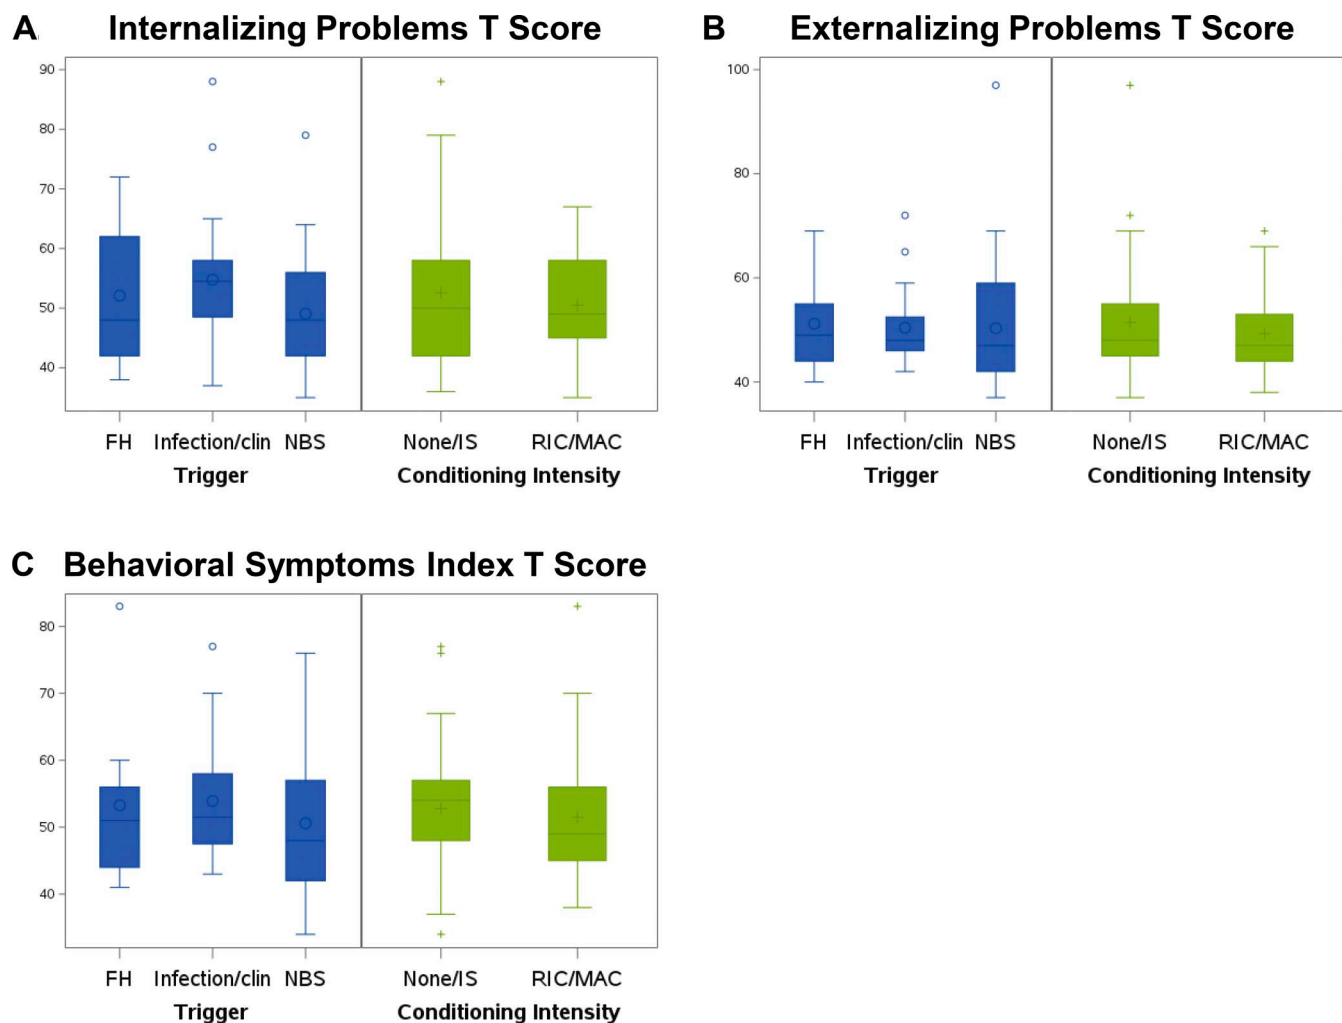 A.
Internalizing Problems T Score
90
80
70
60
50
40
FH Infection/clin NBS None/IS RIC/MAC
Trigger Conditioning Intensity
B
Externalizing Problems T Score
100
80
60
40
FH Infection/clin NBS None/IS RIC/MAC
Trigger Conditioning Intensity
C
Behavioral Symptoms Index T Score
80
70
60
50
40
FH Infection/clin NBS None/IS RIC/MAC
Trigger Conditioning Intensity